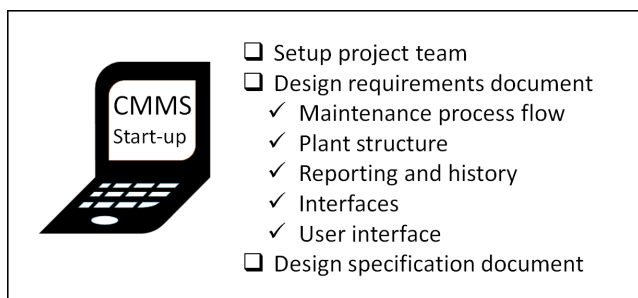 CMMS
Start-up
❑ Setup project team
❑ Design requirements document
✓ Maintenance process flow
✓ Plant structure
✓ Reporting and history
✓ Interfaces
✓ User interface
❑ Design specification document